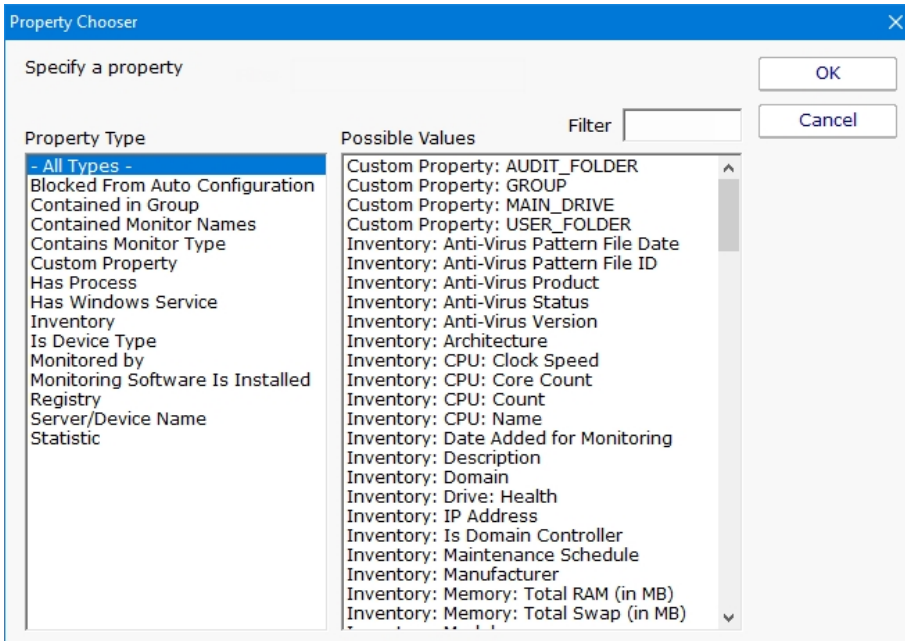 Property Chooser
Specify a property
OK
Cancel
Filter
Property Type
- All Types -
Blocked From Auto Configuration
Contained in Group
Contained Monitor Names
Contains Monitor Type
Custom Property
Has Process
Has Windows Service
Inventory
Is Device Type
Monitored by
Monitoring Software Is Installed
Registry
Server/Device Name
Statistic
Possible Values
Custom Property: AUDIT_FOLDER
Custom Property: GROUP
Custom Property: MAIN_DRIVE
Custom Property: USER_FOLDER
Inventory: Anti-Virus Pattern File Date
Inventory: Anti-Virus Pattern File ID
Inventory: Anti-Virus Product
Inventory: Anti-Virus Status
Inventory: Anti-Virus Version
Inventory: Architecture
Inventory: CPU: Clock Speed
Inventory: CPU: Core Count
Inventory: CPU: Count
Inventory: CPU: Name
Inventory: Date Added for Monitoring
Inventory: Description
Inventory: Domain
Inventory: Drive: Health
Inventory: IP Address
Inventory: Is Domain Controller
Inventory: Maintenance Schedule
Inventory: Manufacturer
Inventory: Memory: Total RAM (in MB)
Inventory: Memory: Total Swap (in MB)